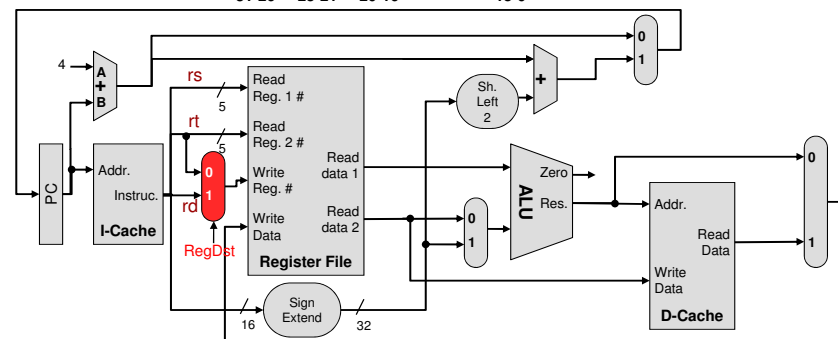 0
1
4
A
+
B
rs
5
Read
Reg. 1 #
rt
5
Read
Reg. 2 #
Write
Reg. #
Write
Data
Read
data 1
Read
data 2
Register File
Sh.
Left
2
+
PC
Addr.
Instruc.
I-Cache
0
1
rd
RegDst
Zero
ALU
Res.
0
1
Addr.
Read
Data
Write
Data
D-Cache
0
1
16
Sign
Extend
32